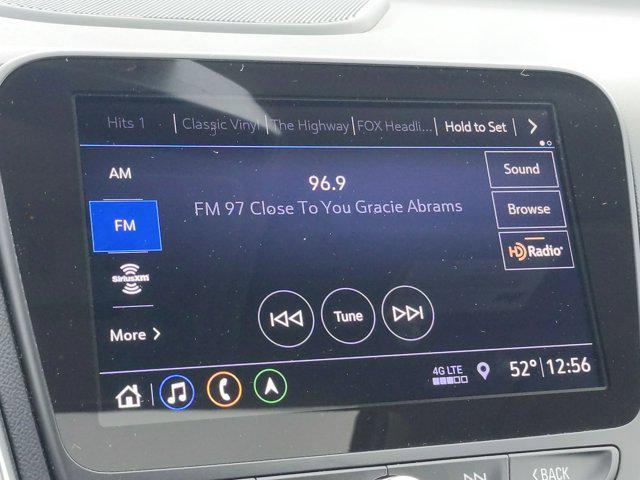 Hits 1 Classic Vinyl The Highway FOX Headli... Hold to Set
AM
96.9
Sound
FM 97 Close To You Gracie Abrams
Browse
FM
HD Radio
SiriusXM
Tune
More
4G LTE
52° 12:56
BACK